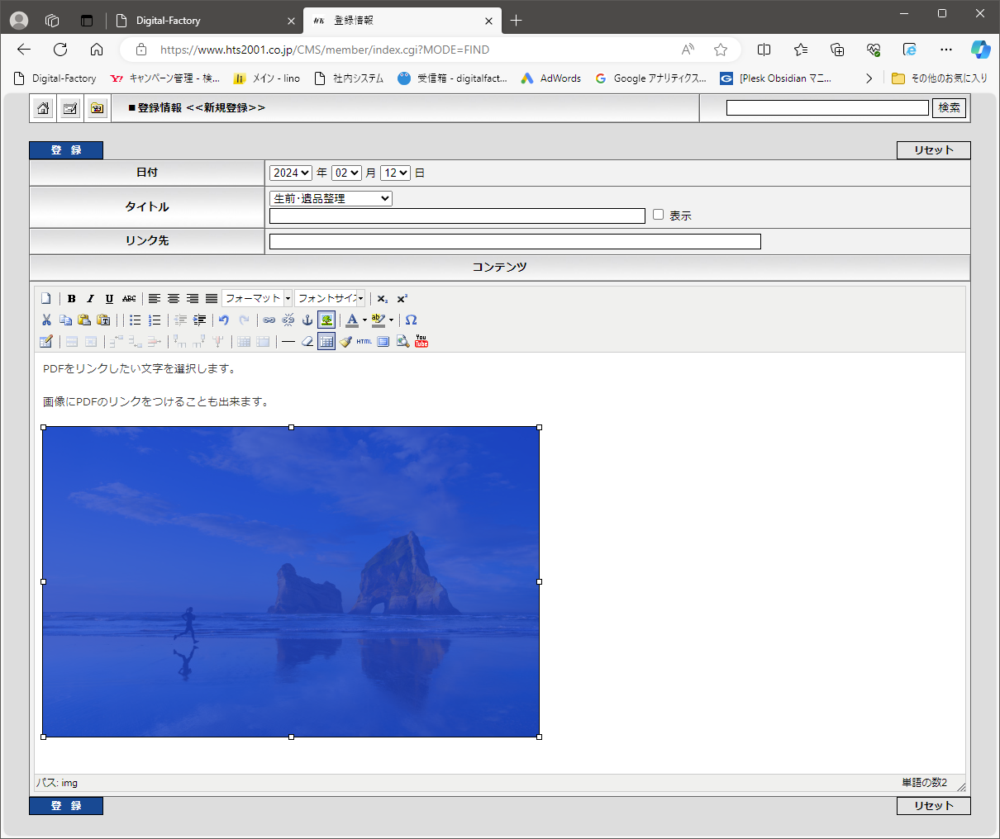 Digital-Factory
登録情報
https://www.hts2001.co.jp/CMS/member/index.cgi?MODE=FIND
Digital-Factory
キャンペーン管理 - 検...
メイン - lino
社内システム
受信箱 - digitalfact...
AdWords
Google アナリティクス...
[Plesk Obsidian マニ...
その他のお気に入り
■登録情報 <<新規登録>>
検索
登 録
リセット
日付
2024 年 02 月 12 日
タイトル
生前・遺品整理
表示
リンク先
コンテンツ
B I U ABC フォーマット フォントサイズ x₂ x²
A ab Ω
HTML You Tube
PDFをリンクしたい文字を選択します。
画像にPDFのリンクをつけることも出来ます。
パス: img
単語の数2
登 録
リセット